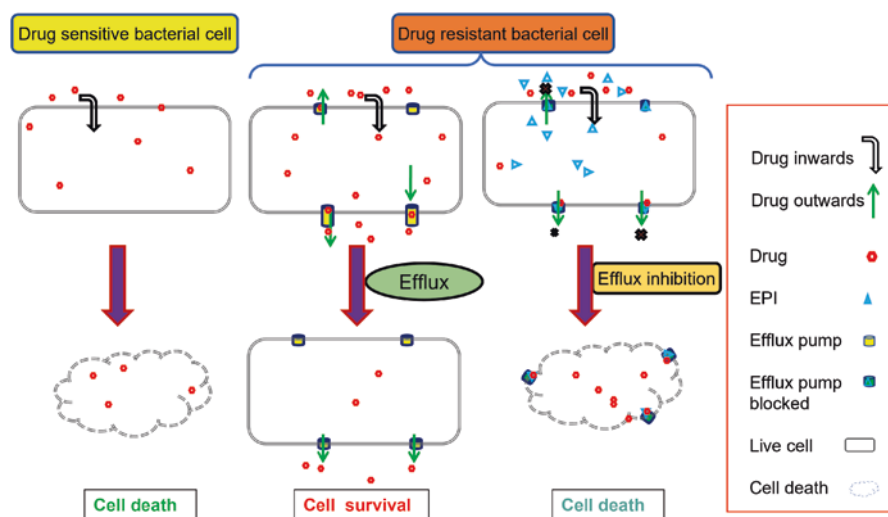 Drug sensitive bacterial cell
Drug resistant bacterial cell
Efflux
Efflux inhibition
Cell death
Cell survival
Cell death
Drug inwards
Drug outwards
Drug
EPI
Efflux pump
Efflux pump
blocked
Live cell
Cell death